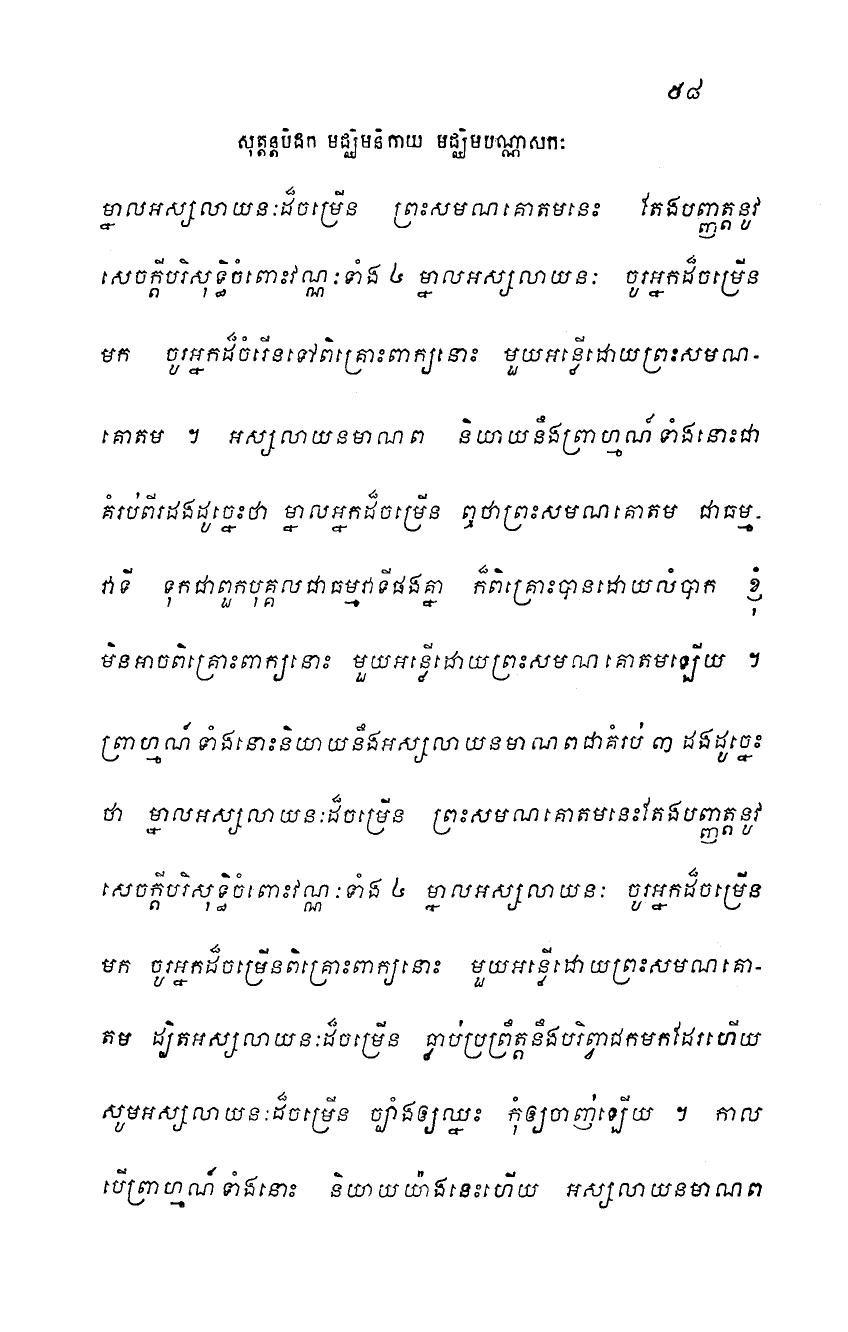 ៥៨
សុត្តន្តបិដក មជ្ឈិមនិកាយ មជ្ឈិមបណ្ណាសកៈ
ម្នាលអស្សលាយនៈដ៏ចម្រើន ព្រះសមណគោតមនេះ តែងបញ្ញត្តនូវ
សេចក្តីបរិសុទ្ធិចំពោះវណ្ណៈទាំង ៤ ម្នាលអស្សលាយនៈ ចូរអ្នកដ៏ចម្រើន
មក ចូរអ្នកដ៏ចំរើនទៅពិគ្រោះពាក្យនោះ មួយអន្ទើដោយព្រះសមណ-
គោតម ។ អស្សលាយនមាណព និយាយនឹងព្រាហ្មណ៍ទាំងនោះជា
គំរប់ពីរដងដូច្នេះថា ម្នាលអ្នកដ៏ចម្រើន ឮថាព្រះសមណគោតម ជាធម្ម-
វាទី ទុកជាពួកបុគ្គលជាធម្មវាទីផងគ្នា ក៏ពិគ្រោះបានដោយលំបាក ខ្ញុំ
មិនអាចពិគ្រោះពាក្យនោះ មួយអន្ទើដោយព្រះសមណគោតមឡើយ ។
ព្រាហ្មណ៍ទាំងនោះនិយាយនឹងអស្សលាយនមាណពជាគំរប់ ៣ ដងដូច្នេះ
ថា ម្នាលអស្សលាយនៈដ៏ចម្រើន ព្រះសមណគោតមនេះតែងបញ្ញត្តនូវ
សេចក្តីបរិសុទ្ធិចំពោះវណ្ណៈទាំង ៤ ម្នាលអស្សលាយនៈ ចូរអ្នកដ៏ចម្រើន
មក ចូរអ្នកដ៏ចម្រើនពិគ្រោះពាក្យនោះ មួយអន្ទើដោយព្រះសមណគោ-
តម ដ្បិតអស្សលាយនៈដ៏ចម្រើន ធ្លាប់ប្រព្រឹត្តនឹងបរិព្វាជកមកដែរហើយ
សូមអស្សលាយនៈដ៏ចម្រើន ច្បាំងឲ្យឈ្នះ កុំឲ្យចាញ់ឡើយ ។ កាល
បើព្រាហ្មណ៍ទាំងនោះ និយាយយ៉ាងនេះហើយ អស្សលាយនមាណព